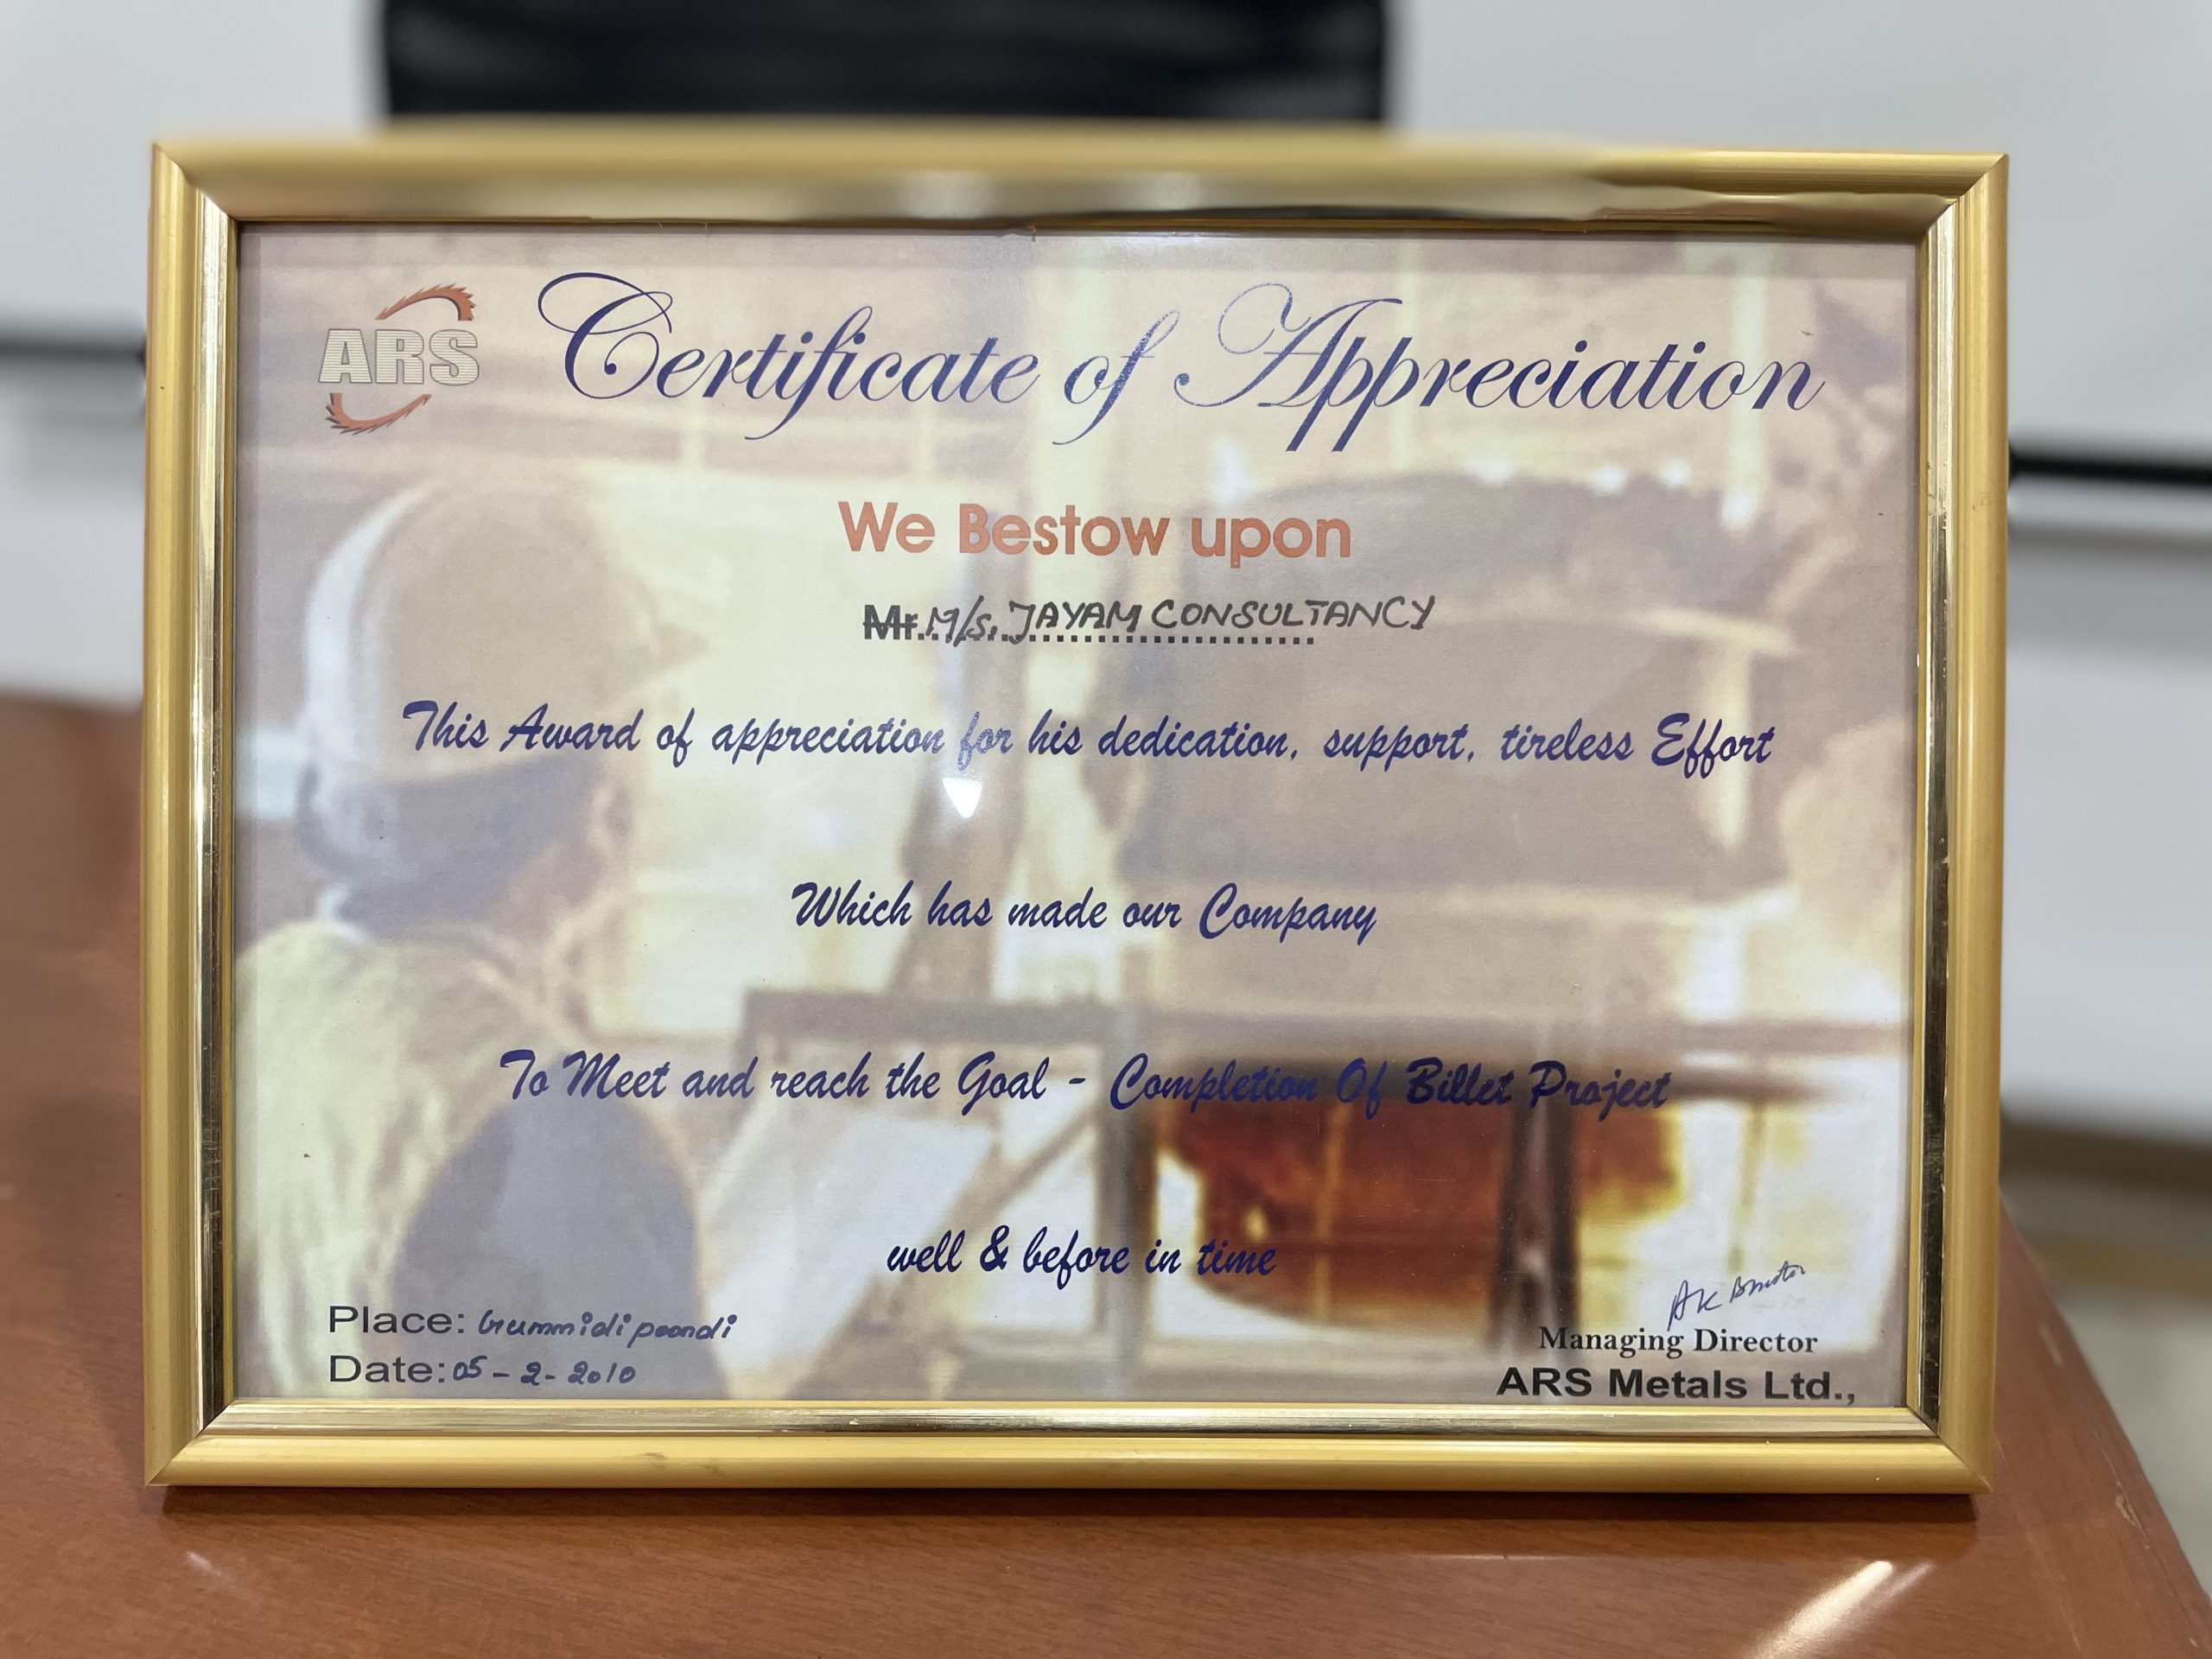 ARS
Certificate of Appreciation
We Bestow upon
Mr. M/s. JAYAM CONSULTANCY
This Award of appreciation for his dedication, support, tireless Effort
Which has made our Company
To Meet and reach the Goal - Completion Of Billet Project
well & before in time
Place: Gummidipoondi
Date: 05-2-2010
Managing Director
ARS Metals Ltd.,